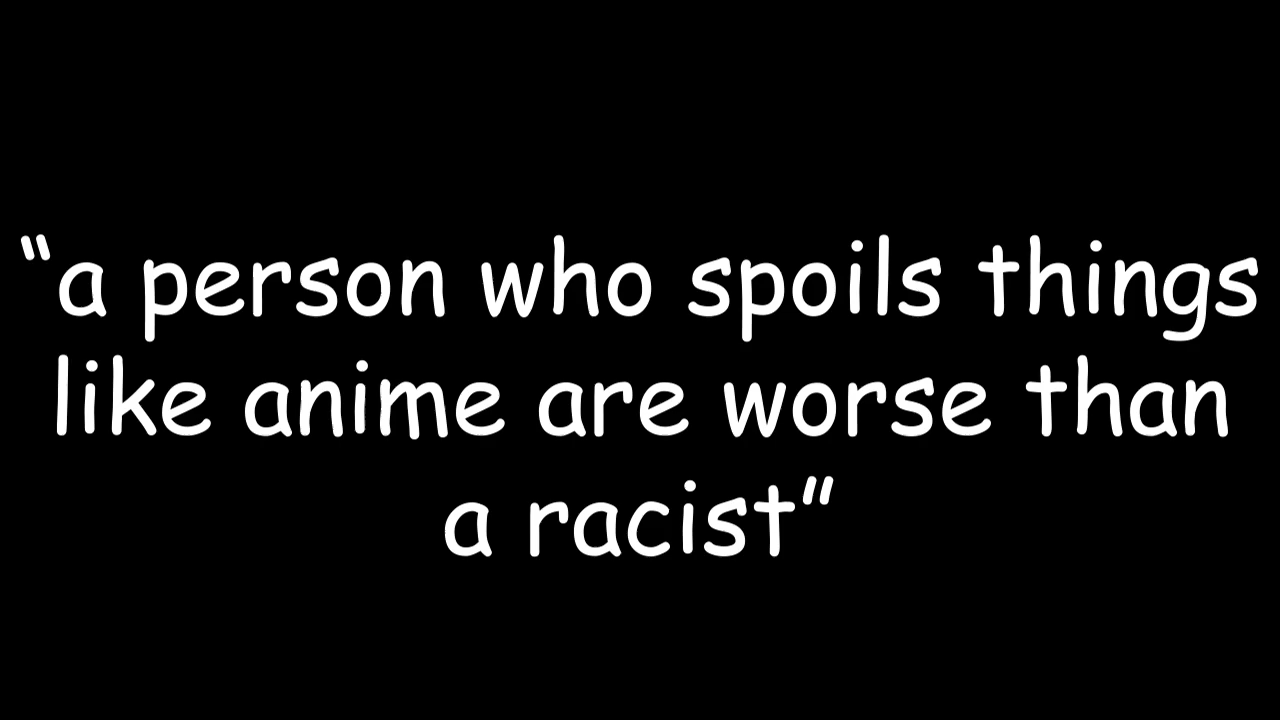 “a person who spoils things
like anime are worse than
a racist”